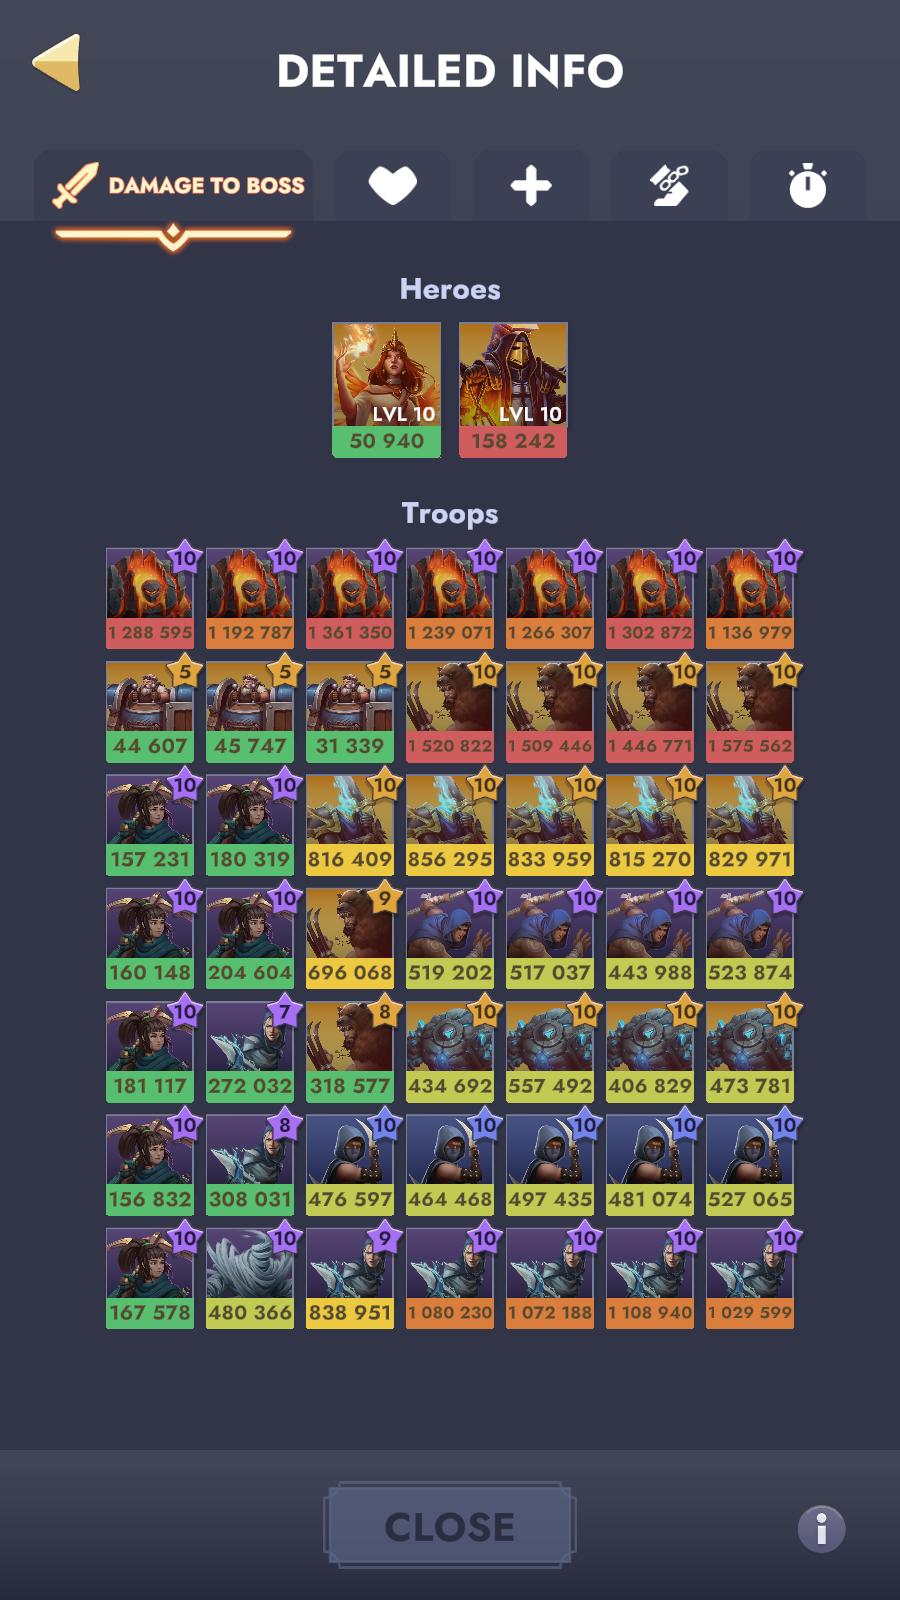 DETAILED INFO
DAMAGE TO BOSS
Heroes
LVL 10 LVL 10
50 940 158 242
Troops
10 10 10 10 10 10 10
1 288 595 1 192 787 1 361 350 1 239 071 1 266 307 1 302 872 1 136 979
5 5 5 10 10 10 10
44 607 45 747 31 339 1 520 822 1 509 446 1 446 771 1 575 562
10 10 10 10 10 10 10
157 231 180 319 816 409 856 295 833 959 815 270 829 971
10 10 9 10 10 10 10
160 148 204 604 696 068 519 202 517 037 443 988 523 874
10 7 8 10 10 10 10
181 117 272 032 318 577 434 692 557 492 406 829 473 781
10 8 10 10 10 10 10
156 832 308 031 476 597 464 468 497 435 481 074 527 065
10 10 9 10 10 10 10
167 578 480 366 838 951 1 080 230 1 072 188 1 108 940 1 029 599
CLOSE
i